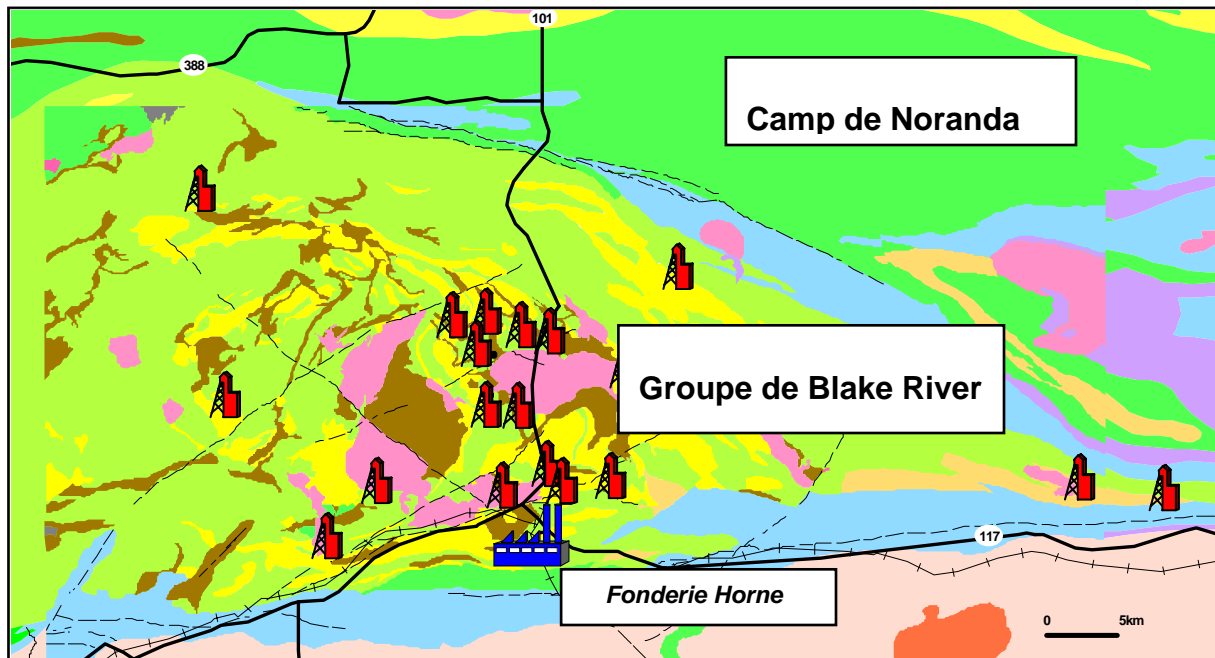 101
388
Camp de Noranda
Groupe de Blake River
117
Fonderie Horne
0 5km